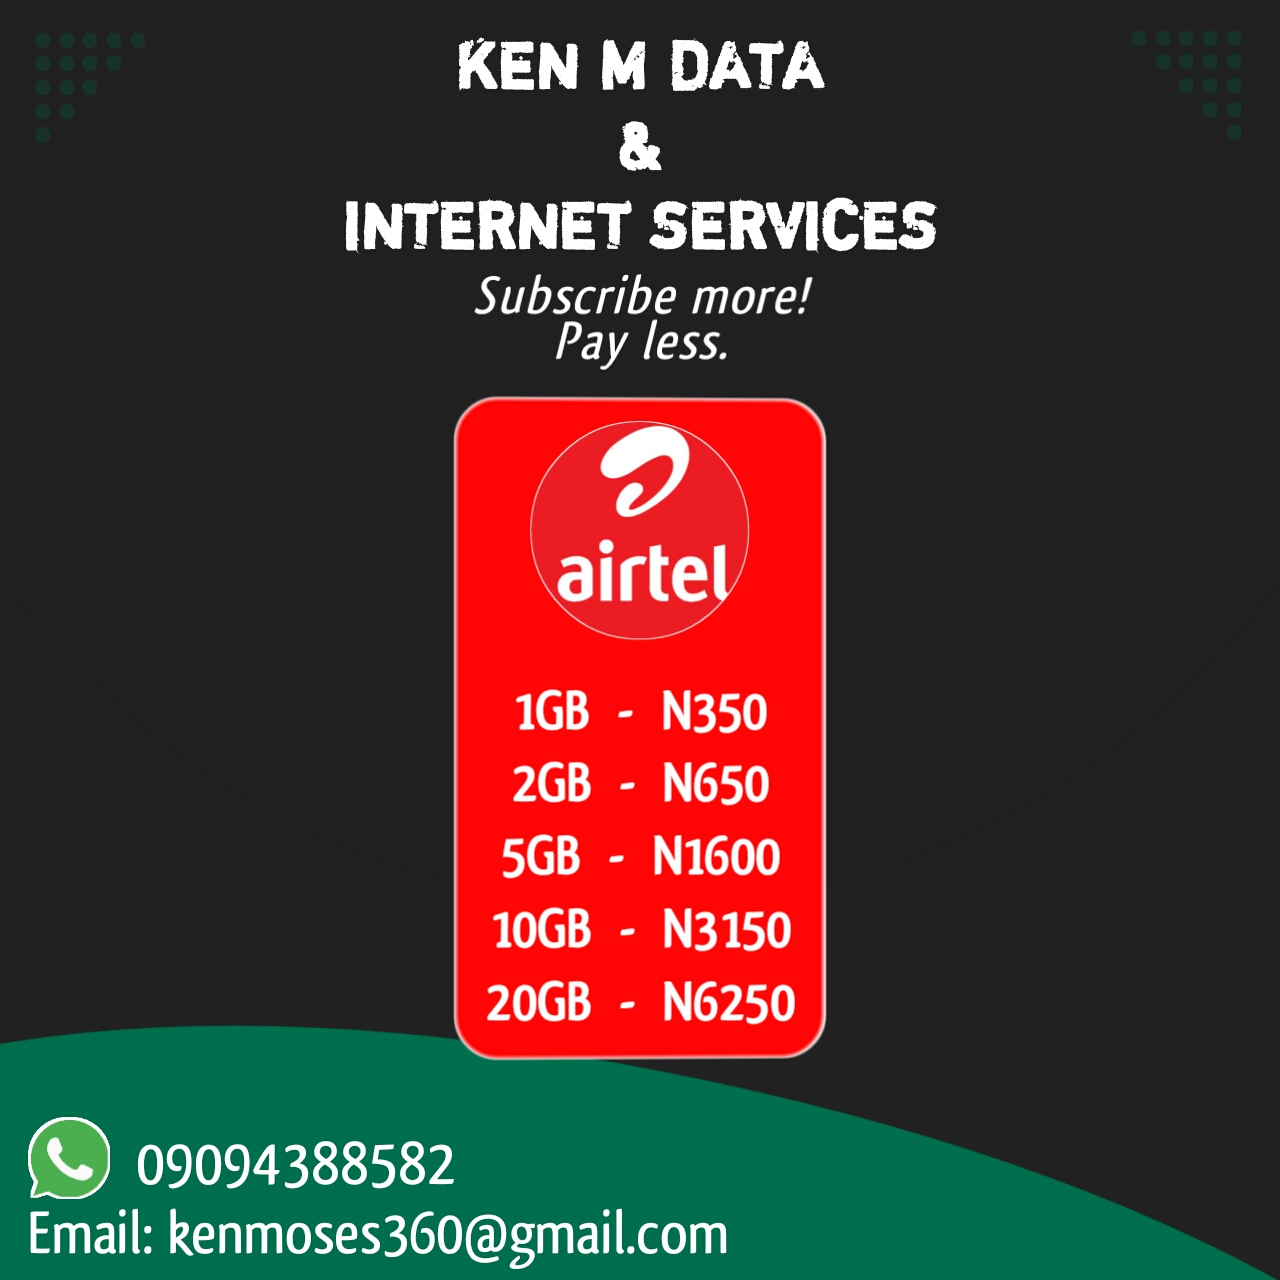 KEN M DATA
&
INTERNET SERVICES
Subscribe more!
Pay less.
airtel
1GB - N350
2GB - N650
5GB - N1600
10GB - N3150
20GB - N6250
09094388582
Email: kenmoses360@gmail.com